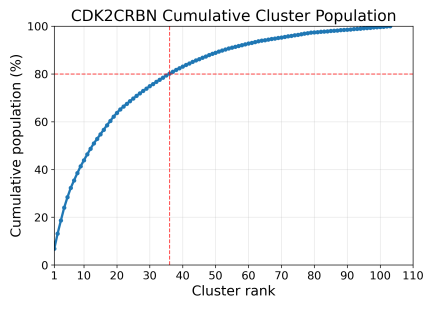 CDK2CRBN Cumulative Cluster Population
100
80
60
40
20
0
Cumulative population (%)
1 10 20 30 40 50 60 70 80 90 100 110
Cluster rank